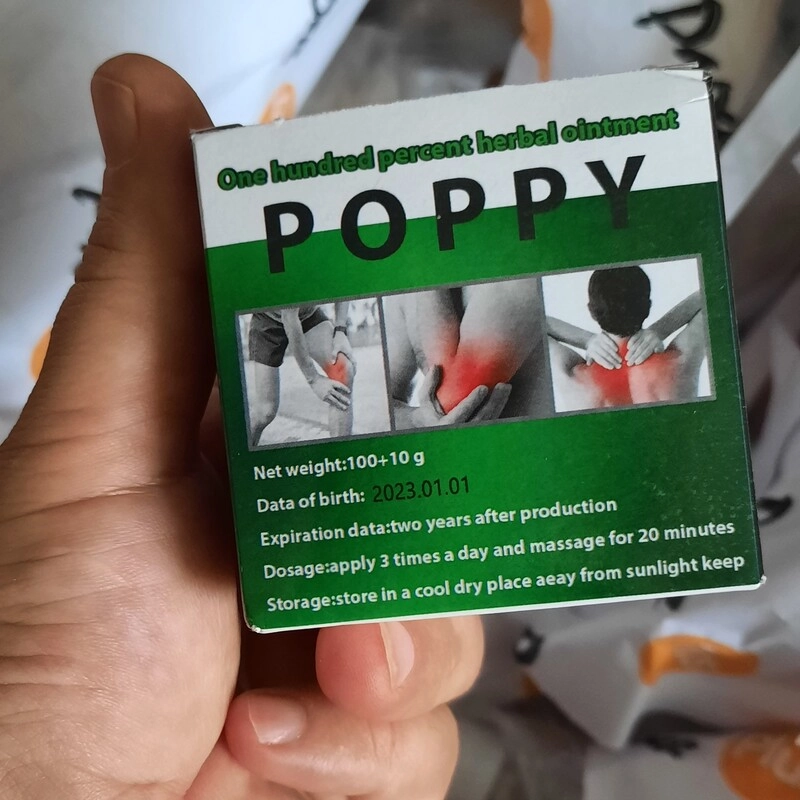 One hundred percent herbal ointment
POPPY
Net weight:100+10 g
Data of birth: 2023.01.01
Expiration data:two years after production
Dosage:apply 3 times a day and massage for 20 minutes
Storage:store in a cool dry place aeay from sunlight keep